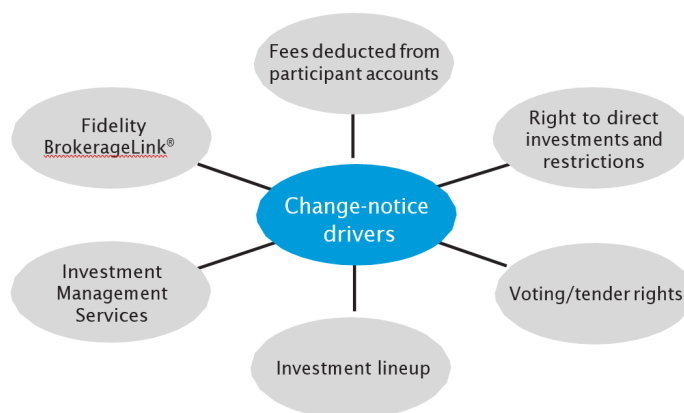 Fees deducted from
participant accounts
Fidelity
BrokerageLink®
Right to direct
investments and
restrictions
Change-notice
drivers
Investment
Management
Services
Voting/tender rights
Investment lineup